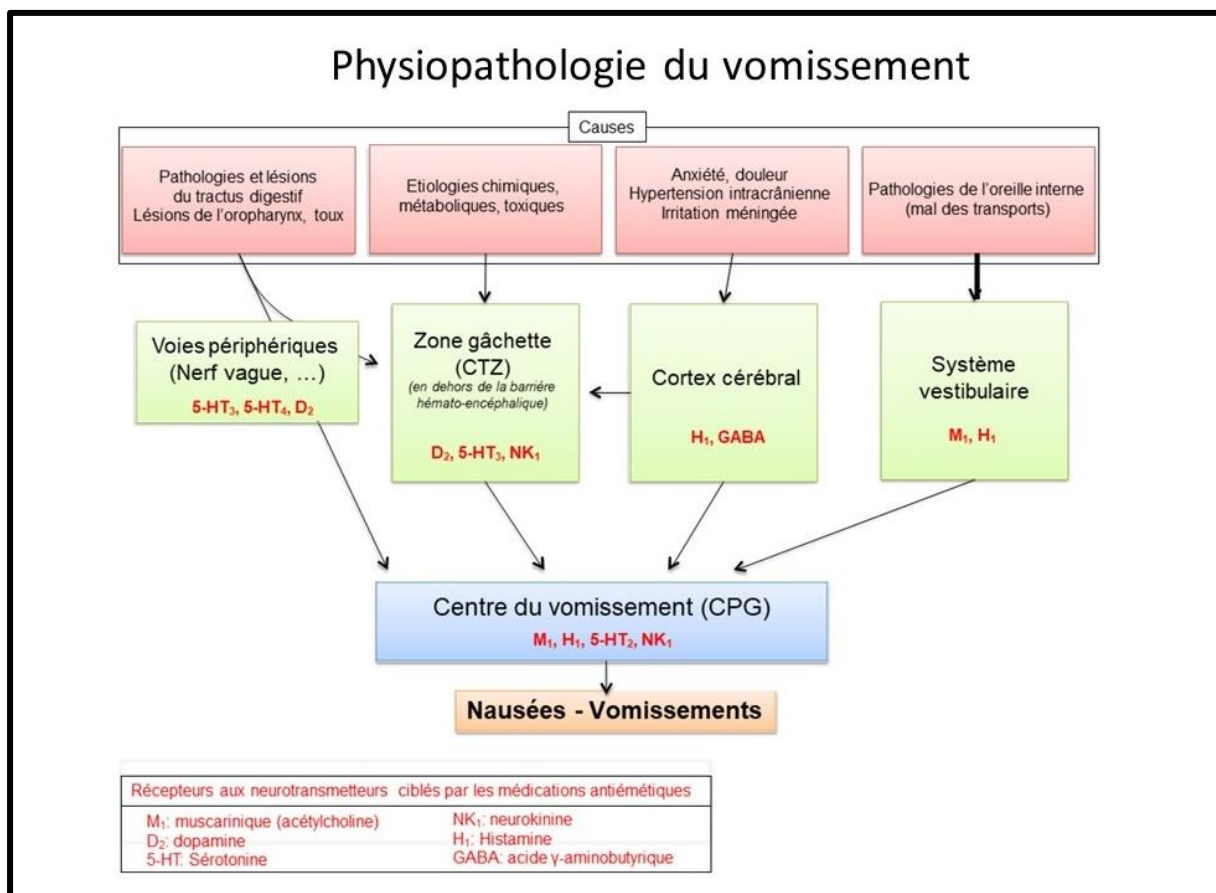 Physiopathologie du vomissement
Causes
Pathologies et lésions
du tractus digestif
Lésions de l'oropharynx, toux
Etiologies chimiques,
métaboliques, toxiques
Anxiété, douleur
Hypertension intracrânienne
Irritation méningée
Pathologies de l'oreille interne
(mal des transports)
Voies périphériques
(Nerf vague, …)
5-HT₃, 5-HT₄, D₂
Zone gâchette
(CTZ)
(en dehors de la barrière
hémato-encéphalique)
D₂, 5-HT₃, NK₁
Cortex cérébral
H₁, GABA
Système
vestibulaire
M₁, H₁
Centre du vomissement (CPG)
M₁, H₁, 5-HT₂, NK₁
Nausées - Vomissements
Récepteurs aux neurotransmetteurs ciblés par les médications antiémétiques
M₁: muscarinique (acétylcholine)
D₂: dopamine
5-HT: Sérotonine
NK₁: neurokinine
H₁: Histamine
GABA: acide γ-aminobutyrique